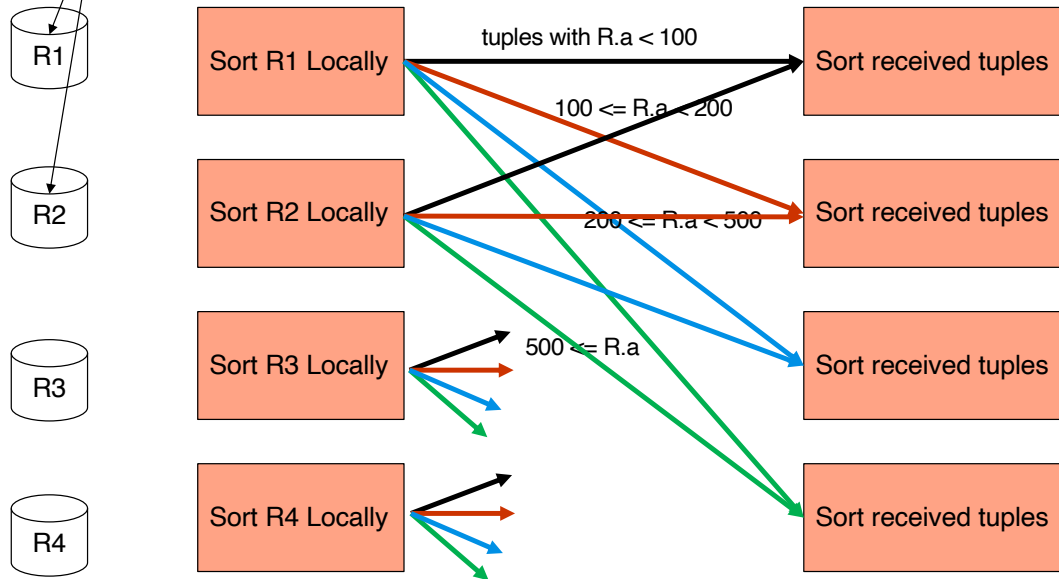 R1
Sort R1 Locally
tuples with R.a < 100
Sort received tuples
100 <= R.a < 200
R2
Sort R2 Locally
200 <= R.a < 500
Sort received tuples
R3
Sort R3 Locally
500 <= R.a
Sort received tuples
R4
Sort R4 Locally
Sort received tuples